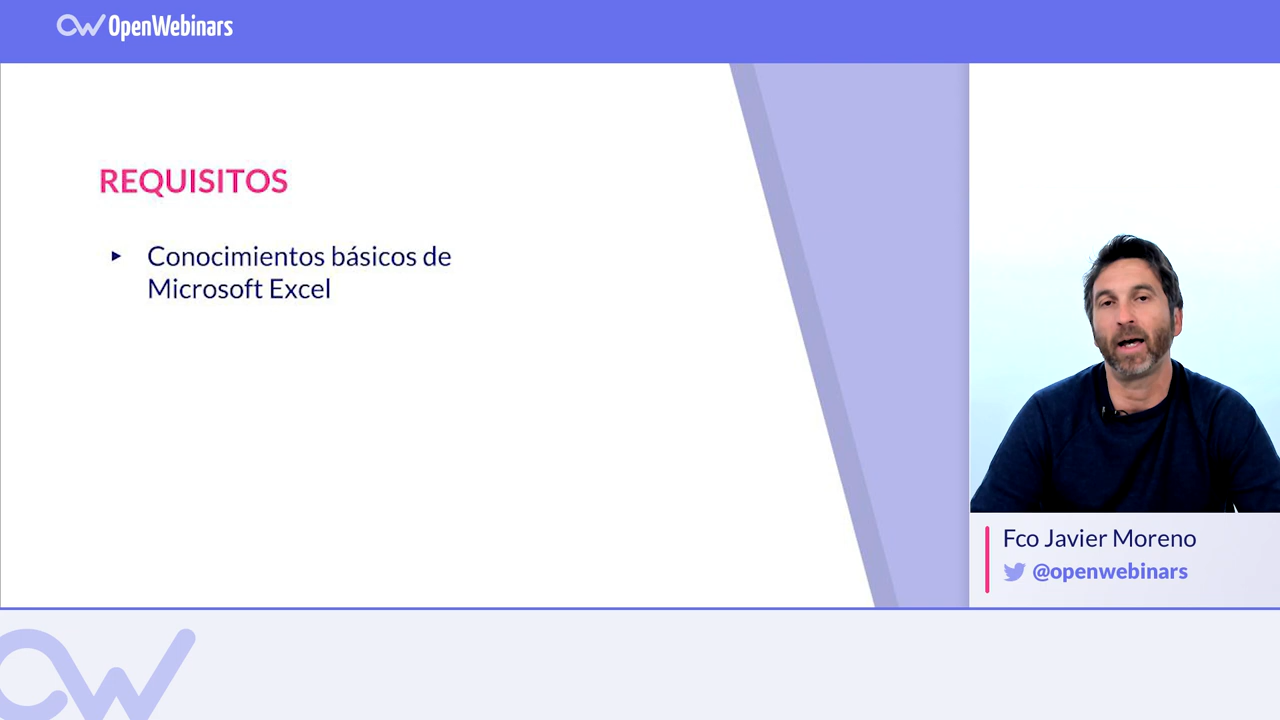 OpenWebinars
REQUISITOS
Conocimientos básicos de
Microsoft Excel
Fco Javier Moreno
@openwebinars